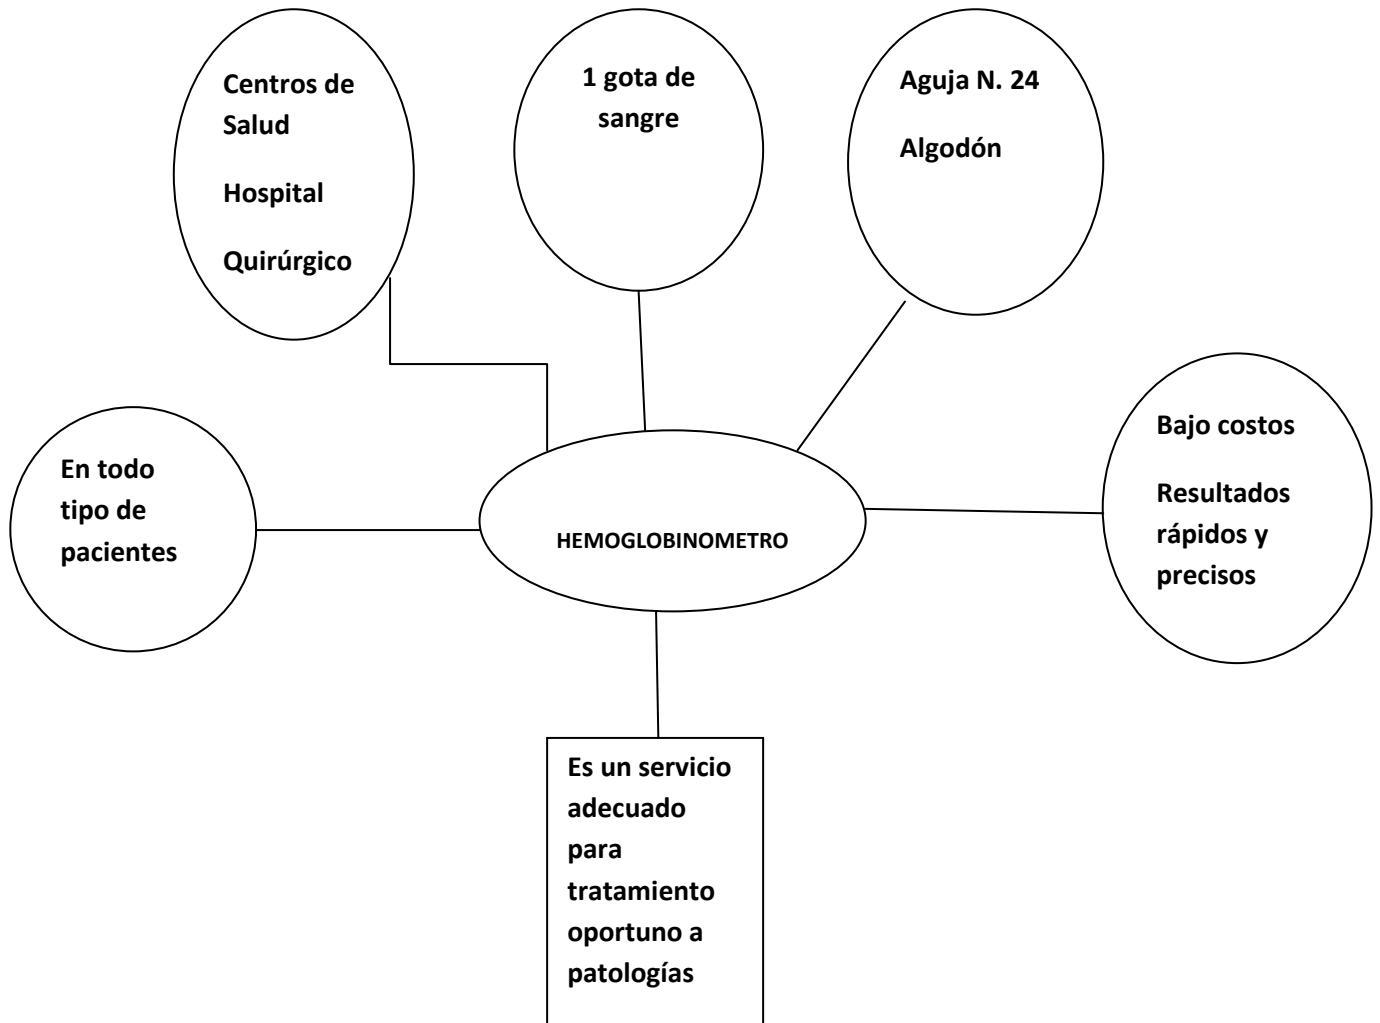 Centros de
Salud
Hospital
Quirúrgico
1 gota de
sangre
Aguja N. 24
Algodón
Bajo costos
Resultados
rápidos y
precisos
En todo
tipo de
pacientes
HEMOGLOBINOMETRO
Es un servicio
adecuado
para
tratamiento
oportuno a
patologías